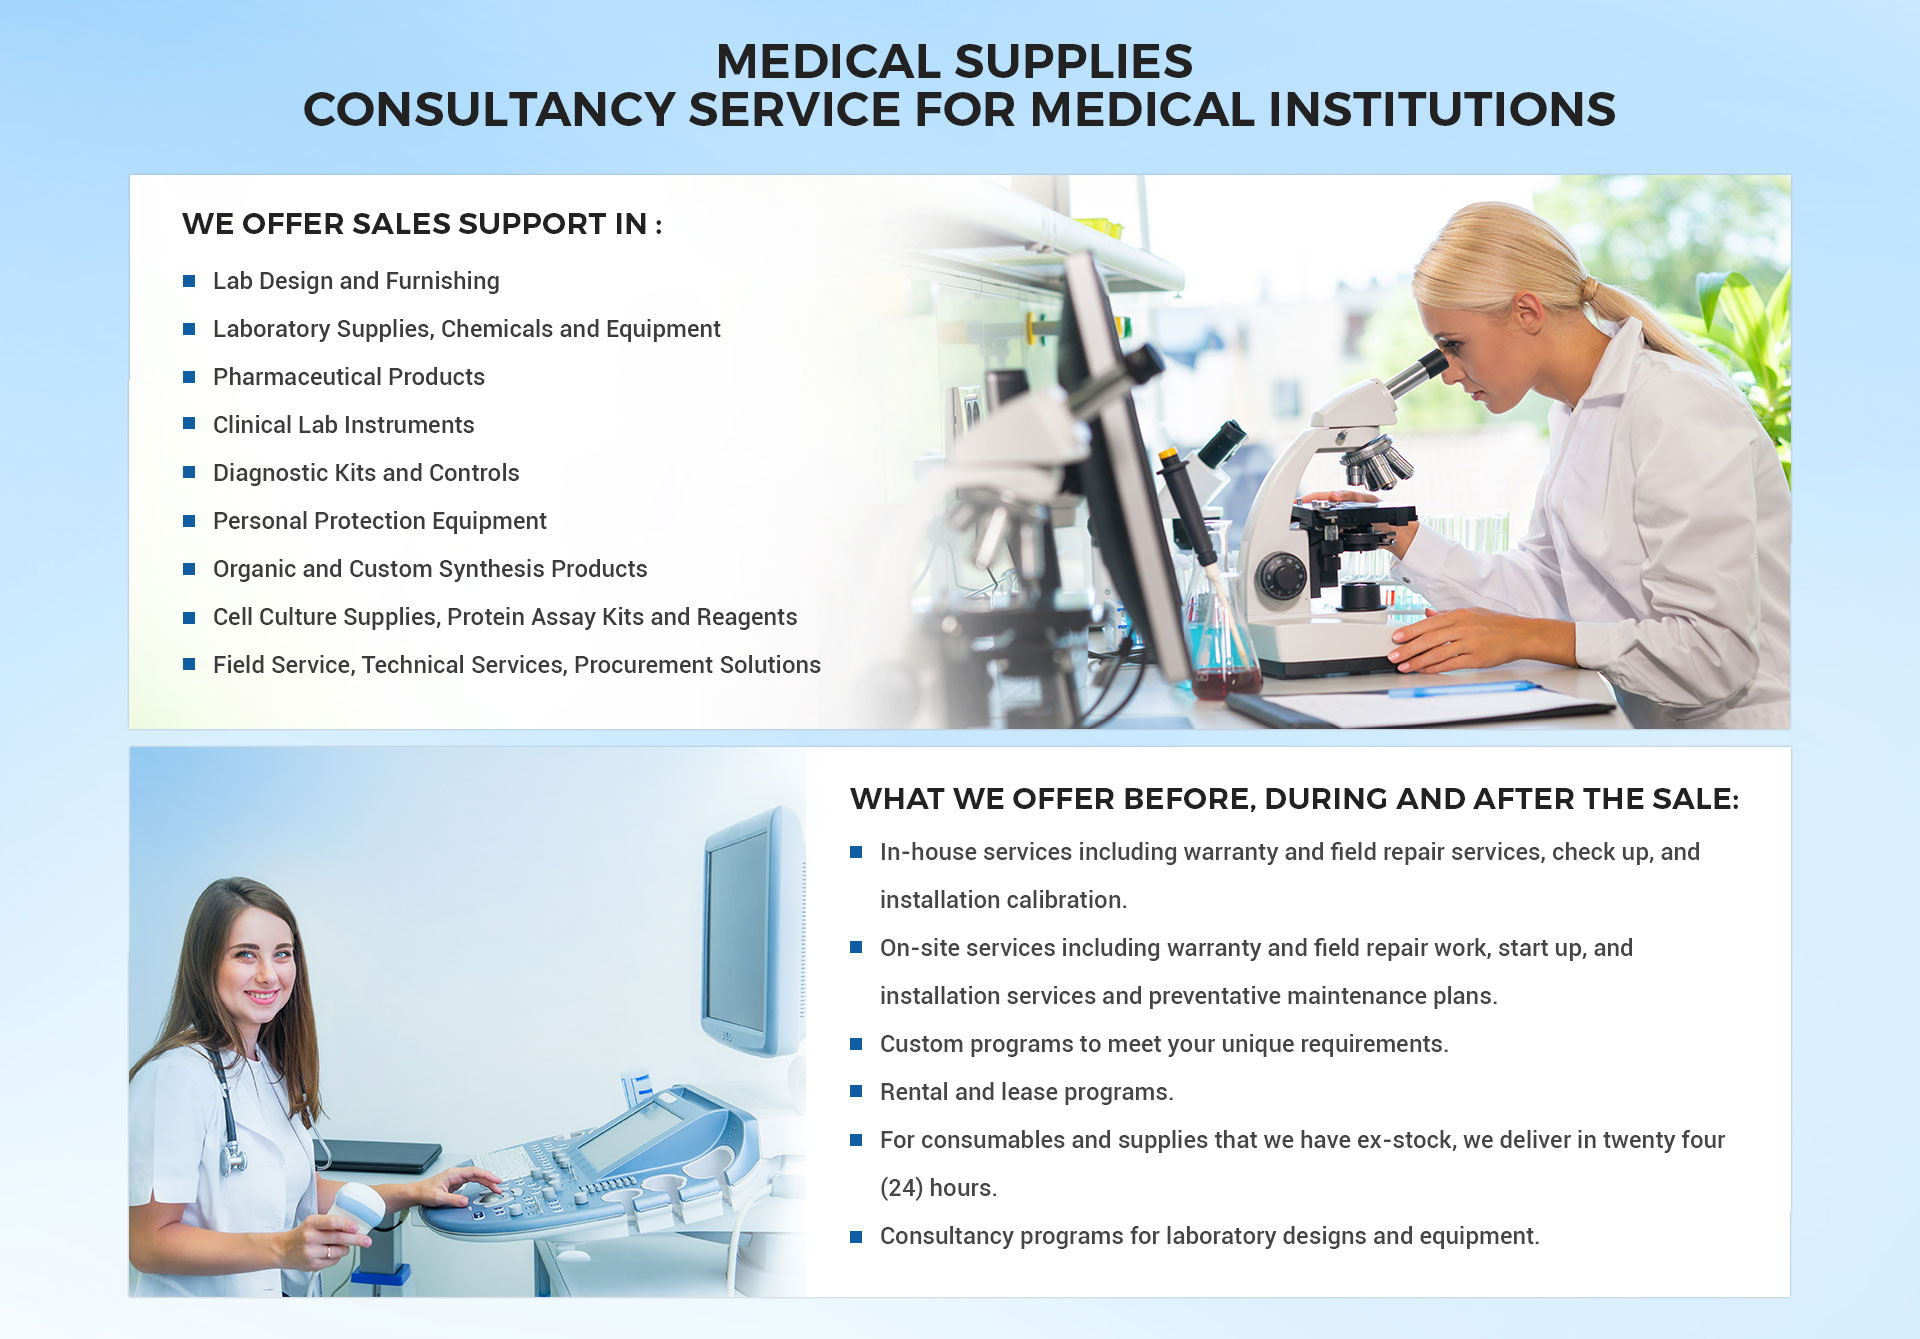 MEDICAL SUPPLIES
CONSULTANCY SERVICE FOR MEDICAL INSTITUTIONS
WE OFFER SALES SUPPORT IN :
Lab Design and Furnishing
Laboratory Supplies, Chemicals and Equipment
Pharmaceutical Products
Clinical Lab Instruments
Diagnostic Kits and Controls
Personal Protection Equipment
Organic and Custom Synthesis Products
Cell Culture Supplies, Protein Assay Kits and Reagents
Field Service, Technical Services, Procurement Solutions
WHAT WE OFFER BEFORE, DURING AND AFTER THE SALE:
In-house services including warranty and field repair services, check up, and
installation calibration.
On-site services including warranty and field repair work, start up, and
installation services and preventative maintenance plans.
Custom programs to meet your unique requirements.
Rental and lease programs.
For consumables and supplies that we have ex-stock, we deliver in twenty four
(24) hours.
Consultancy programs for laboratory designs and equipment.